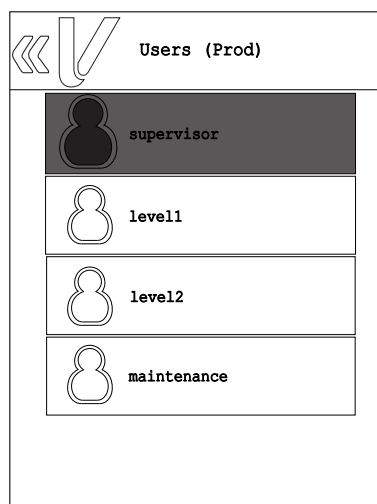 Users (Prod)
supervisor
level1
level2
maintenance